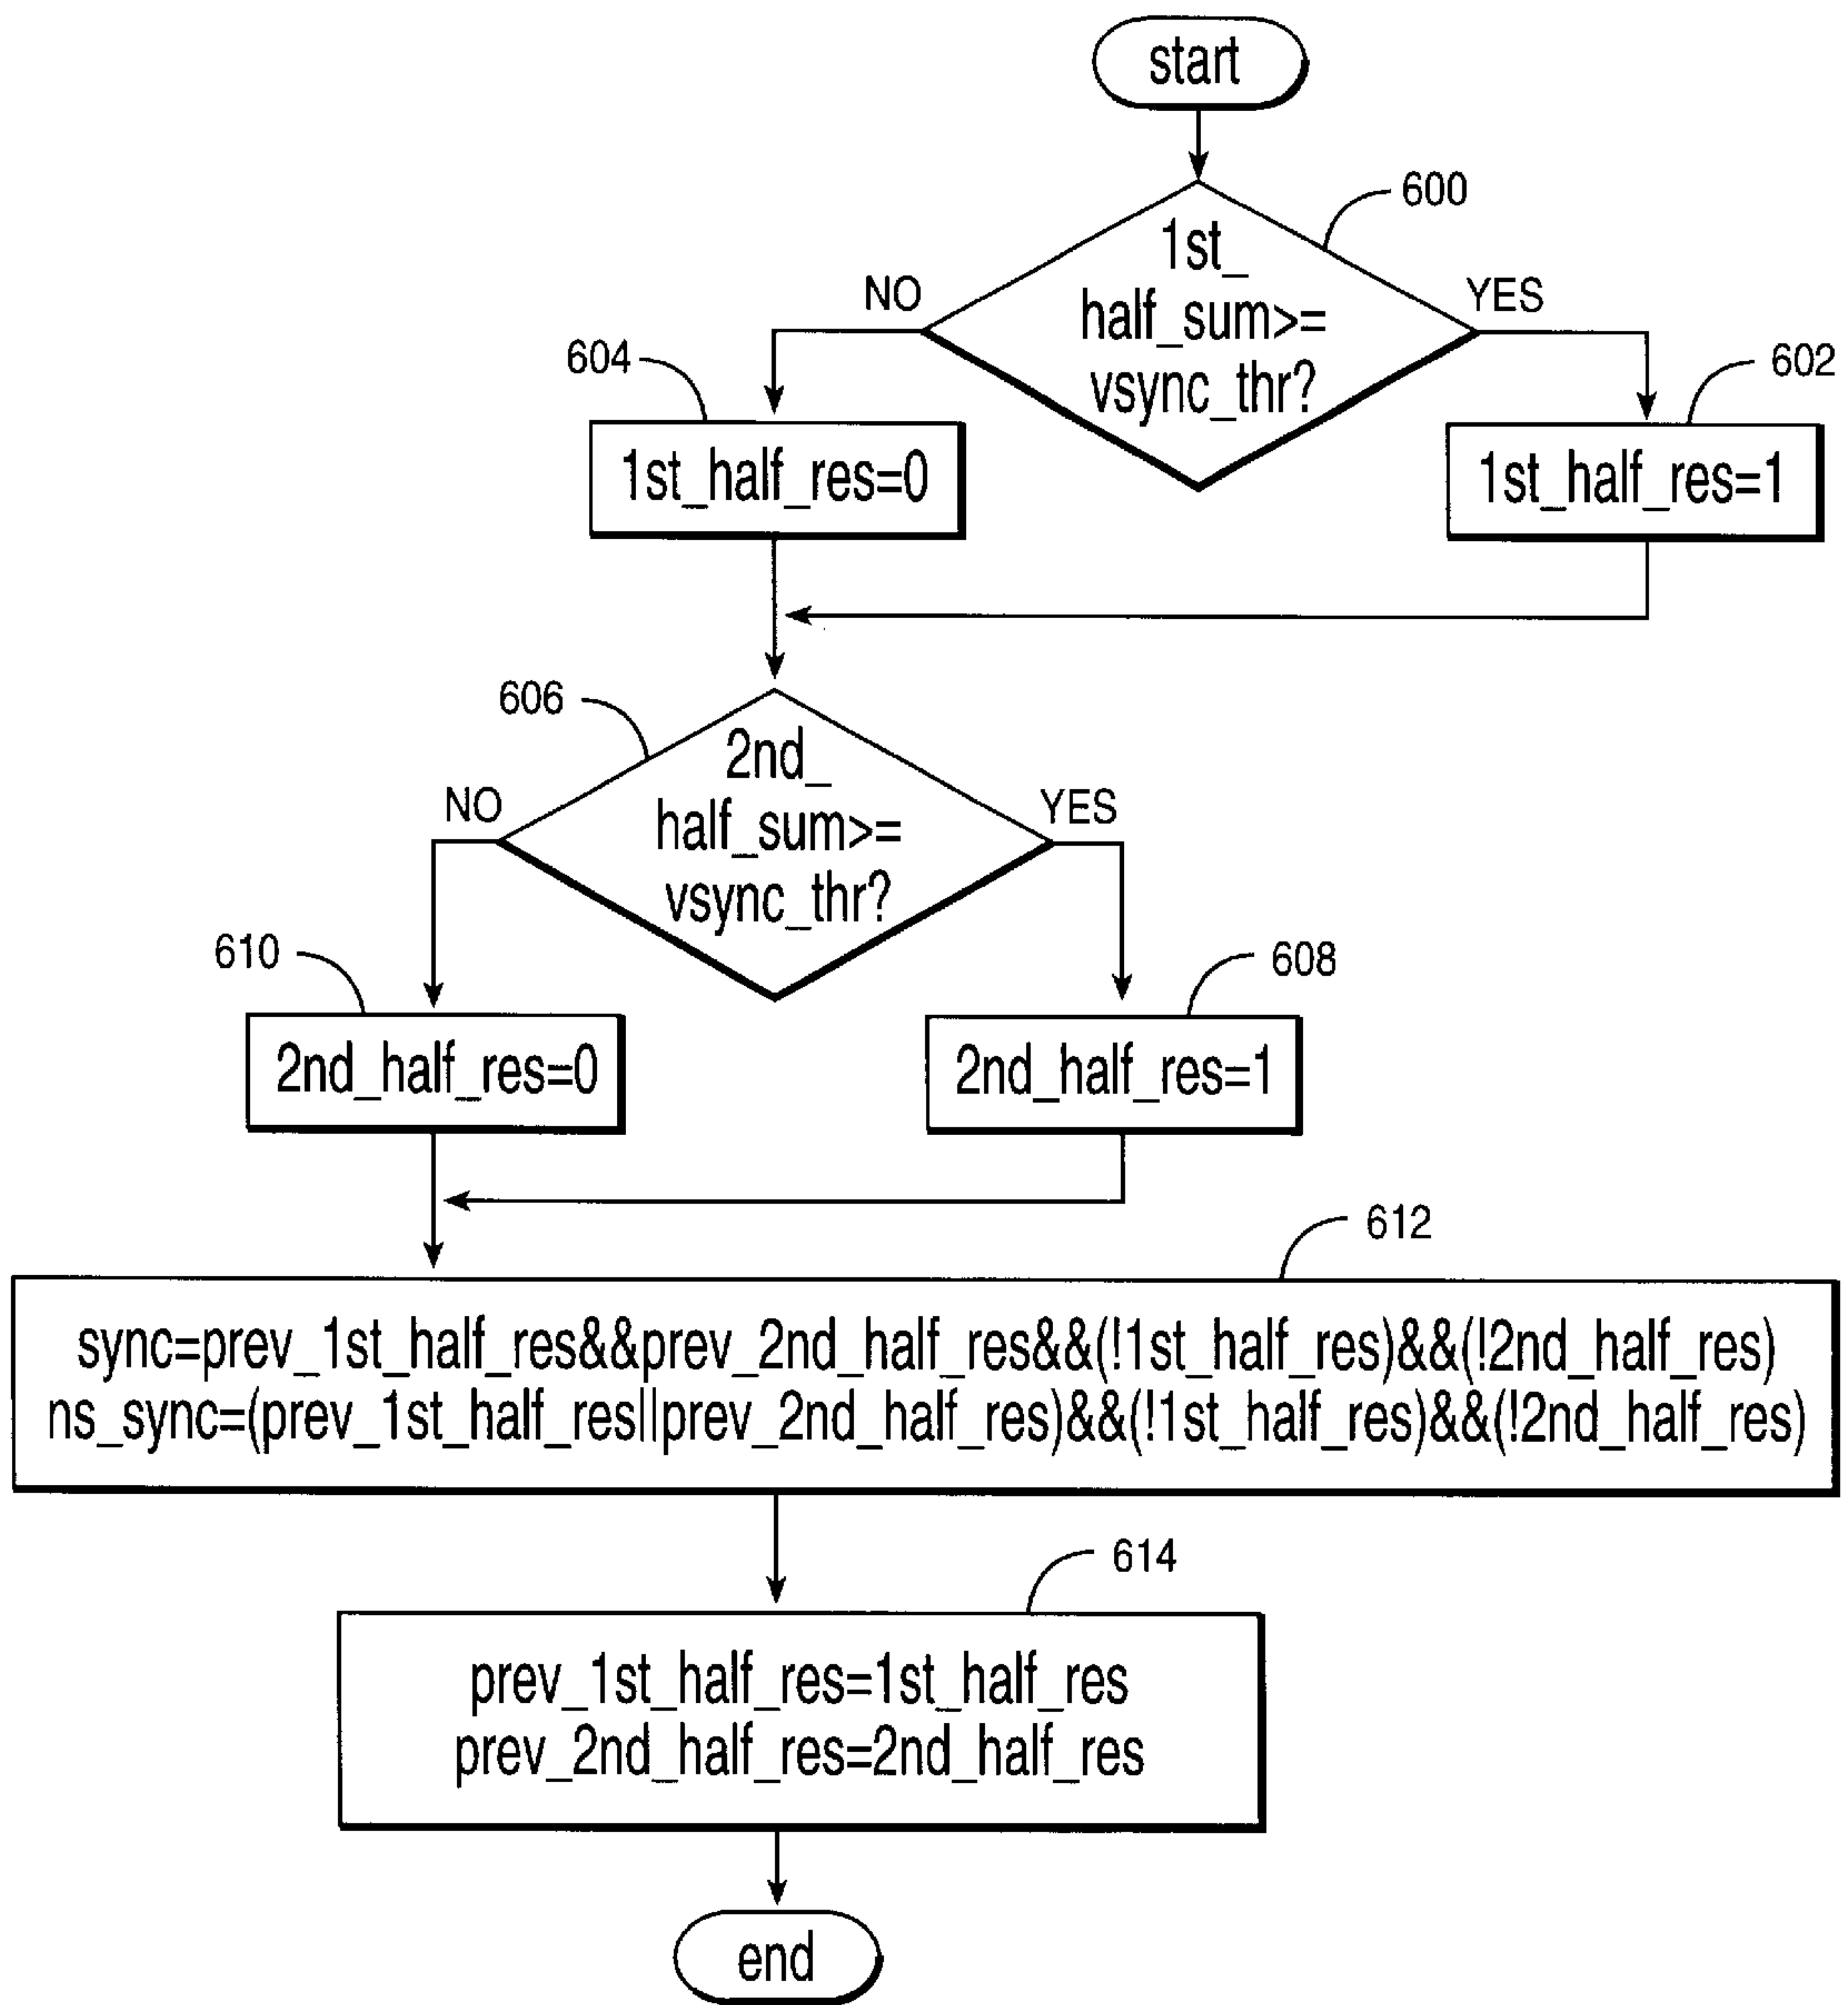 start
600
1st_
half_sum>=
vsync_thr?
NO
YES
604
602
1st_half_res=0
1st_half_res=1
606
2nd_
half_sum>=
vsync_thr?
NO
YES
610
608
2nd_half_res=0
2nd_half_res=1
612
sync=prev_1st_half_res&&prev_2nd_half_res&&(!1st_half_res)&&(!2nd_half_res)
ns_sync=(prev_1st_half_res||prev_2nd_half_res)&&(!1st_half_res)&&(!2nd_half_res)
614
prev_1st_half_res=1st_half_res
prev_2nd_half_res=2nd_half_res
end